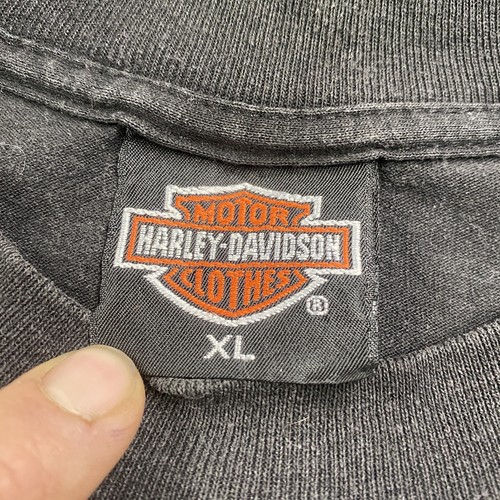 MOTOR
HARLEY-DAVIDSON
CLOTHES
®
XL